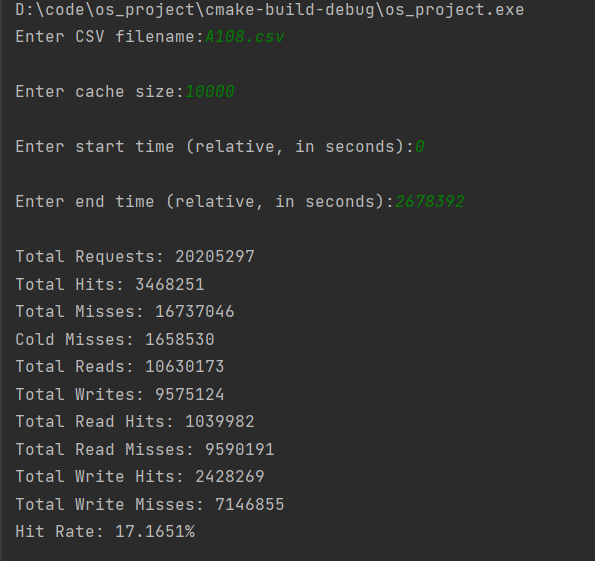 D:\code\os_project\cmake-build-debug\os_project.exe
Enter CSV filename:A108.csv
Enter cache size:10000
Enter start time (relative, in seconds):0
Enter end time (relative, in seconds):2678392
Total Requests: 20205297
Total Hits: 3468251
Total Misses: 16737046
Cold Misses: 1658530
Total Reads: 10630173
Total Writes: 9575124
Total Read Hits: 1039982
Total Read Misses: 9590191
Total Write Hits: 2428269
Total Write Misses: 7146855
Hit Rate: 17.1651%